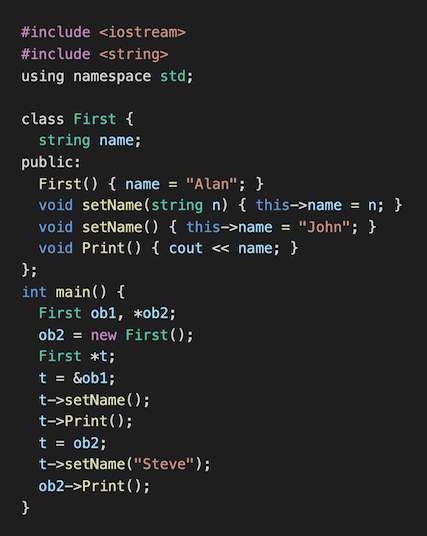 #include <iostream>
#include <string>
using namespace std;

class First {
  string name;
public:
  First() { name = "Alan"; }
  void setName(string n) { this->name = n; }
  void setName() { this->name = "John"; }
  void Print() { cout << name; }
};
int main() {
  First ob1, *ob2;
  ob2 = new First();
  First *t;
  t = &ob1;
  t->setName();
  t->Print();
  t = ob2;
  t->setName("Steve");
  ob2->Print();
}